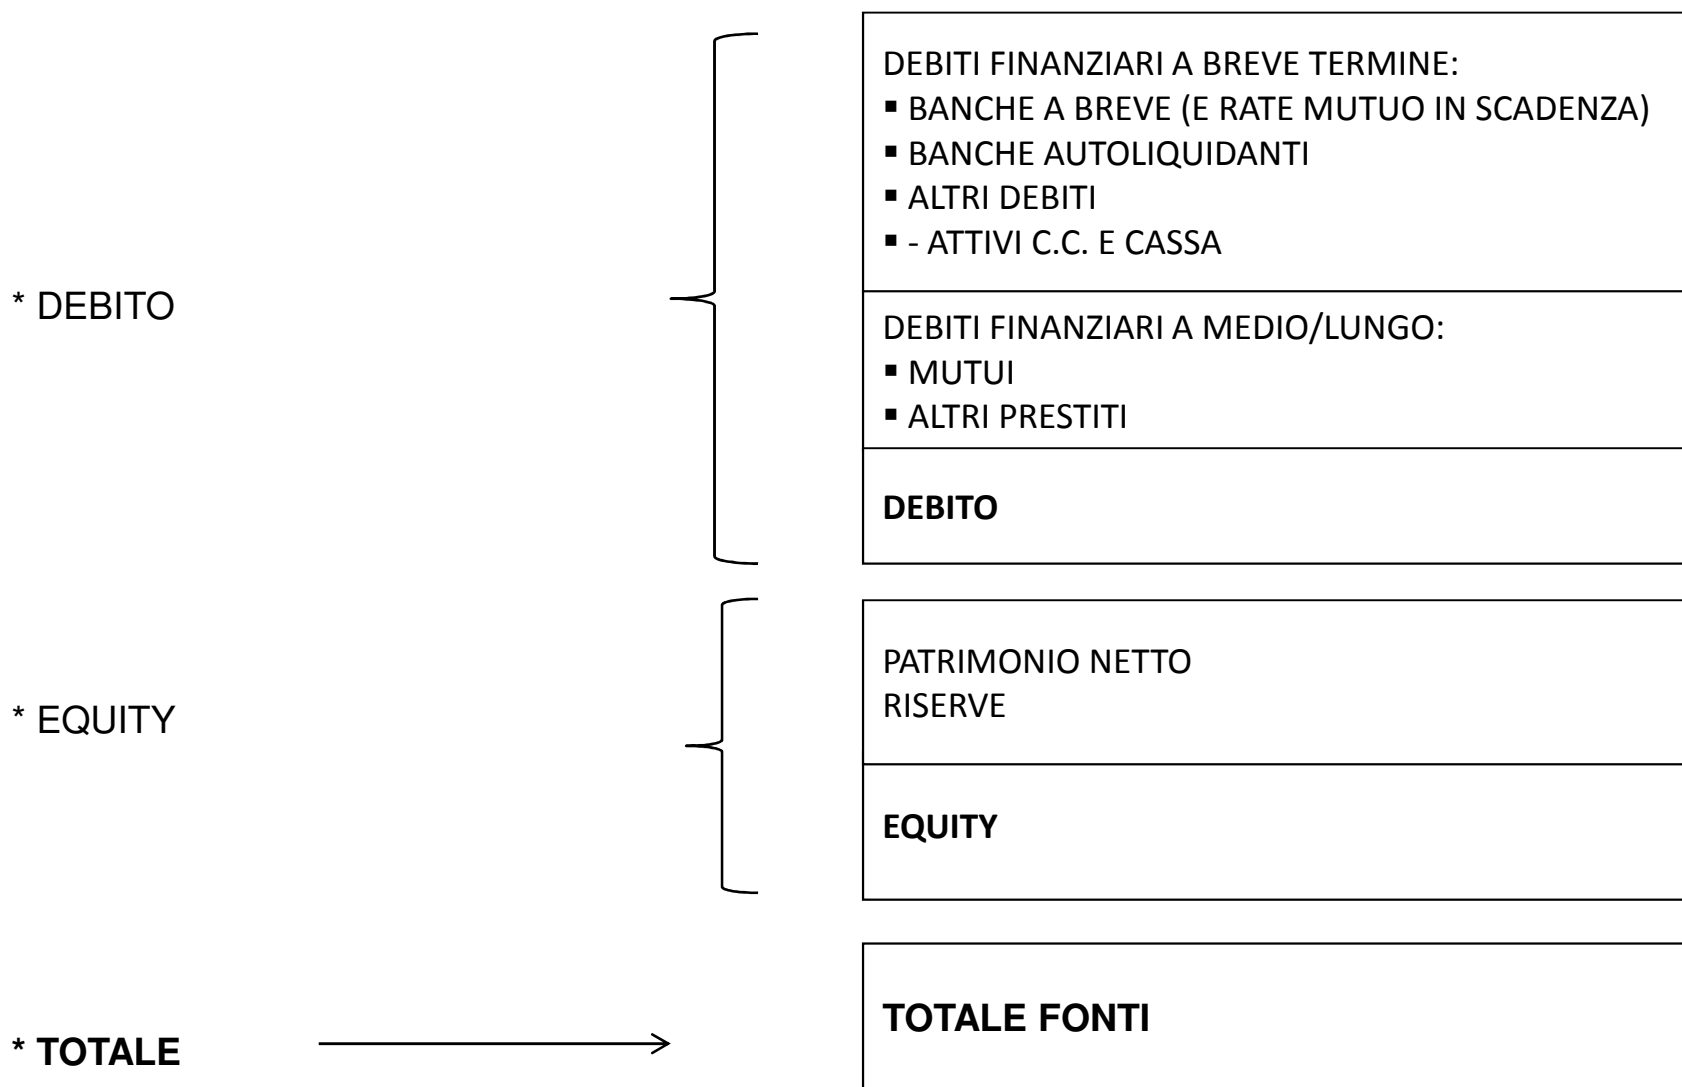 * DEBITO
DEBITI FINANZIARI A BREVE TERMINE:
▪ BANCHE A BREVE (E RATE MUTUO IN SCADENZA)
▪ BANCHE AUTOLIQUIDANTI
▪ ALTRI DEBITI
▪ - ATTIVI C.C. E CASSA
DEBITI FINANZIARI A MEDIO/LUNGO:
▪ MUTUI
▪ ALTRI PRESTITI
DEBITO
* EQUITY
PATRIMONIO NETTO
RISERVE
EQUITY
* TOTALE
TOTALE FONTI